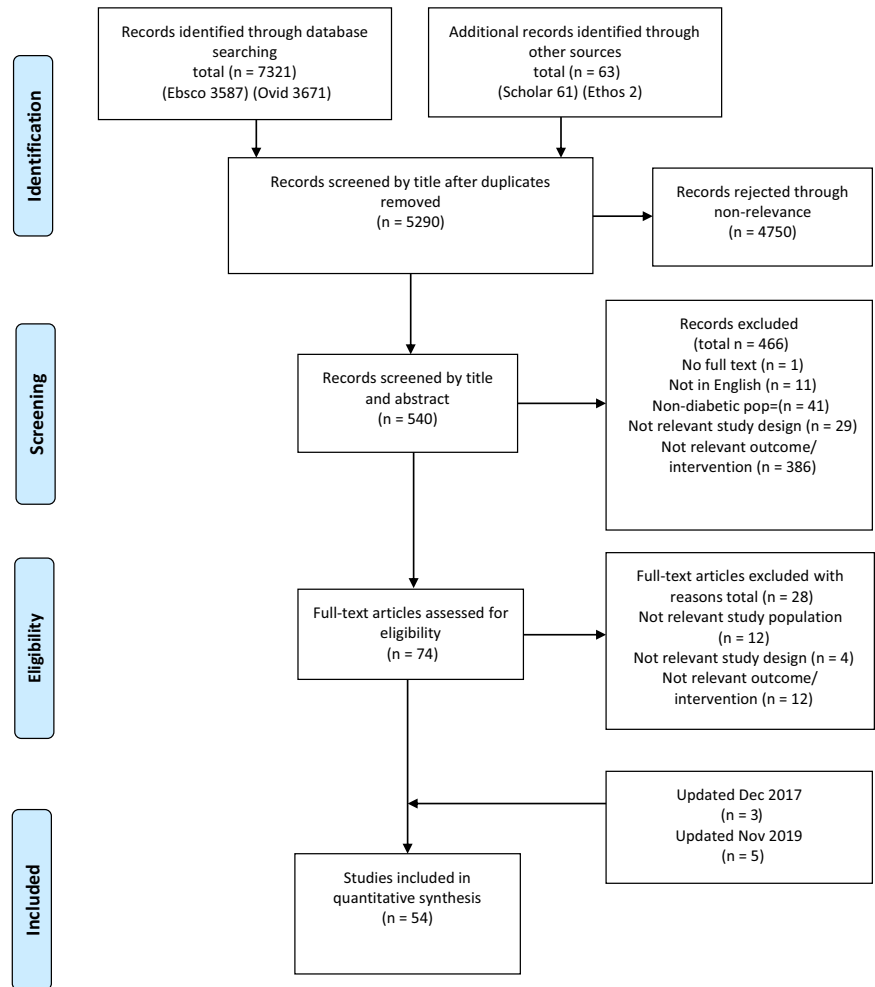 Identification
Records identified through database
searching
total (n = 7321)
(Ebsco 3587) (Ovid 3671)
Additional records identified through
other sources
total (n = 63)
(Scholar 61) (Ethos 2)
Records screened by title after duplicates
removed
(n = 5290)
Records rejected through
non-relevance
(n = 4750)
Screening
Records screened by title
and abstract
(n = 540)
Records excluded
(total n = 466)
No full text (n = 1)
Not in English (n = 11)
Non-diabetic pop=(n = 41)
Not relevant study design (n = 29)
Not relevant outcome/
intervention (n = 386)
Eligibility
Full-text articles assessed for
eligibility
(n = 74)
Full-text articles excluded with
reasons total (n = 28)
Not relevant study population
(n = 12)
Not relevant study design (n = 4)
Not relevant outcome/
intervention (n = 12)
Included
Updated Dec 2017
(n = 3)
Updated Nov 2019
(n = 5)
Studies included in
quantitative synthesis
(n = 54)